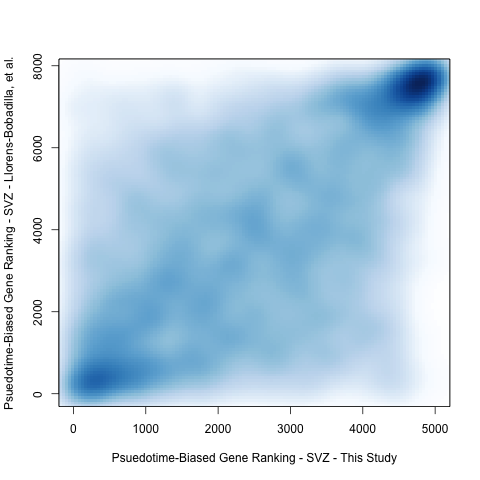 Psuedotime-Biased Gene Ranking - SVZ - Llorens-Bobadilla, et al.
8000
6000
4000
2000
0
0 1000 2000 3000 4000 5000
Psuedotime-Biased Gene Ranking - SVZ - This Study